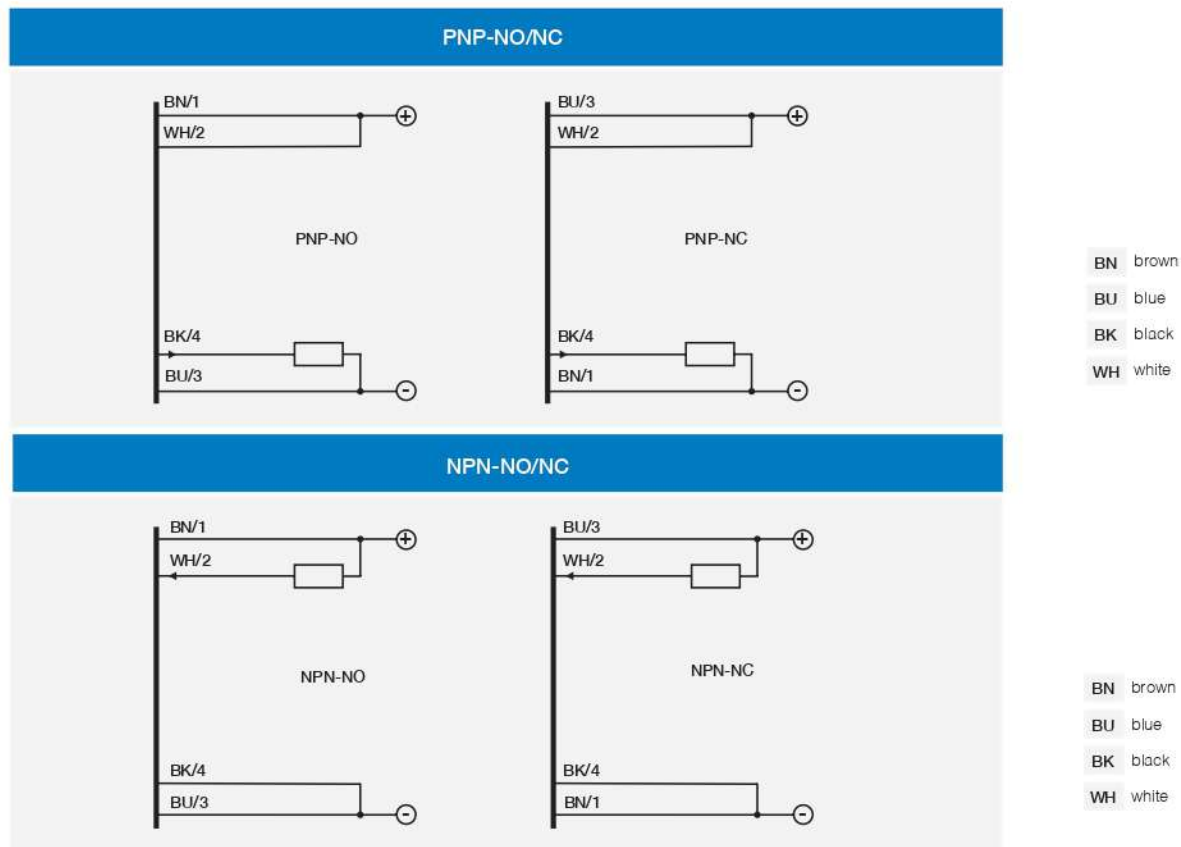 PNP-NO/NC
BN/1
WH/2
PNP-NO
BK/4
BU/3
BU/3
WH/2
PNP-NC
BK/4
BN/1
BN brown
BU blue
BK black
WH white
NPN-NO/NC
BN/1
WH/2
NPN-NO
BK/4
BU/3
BU/3
WH/2
NPN-NC
BK/4
BN/1
BN brown
BU blue
BK black
WH white